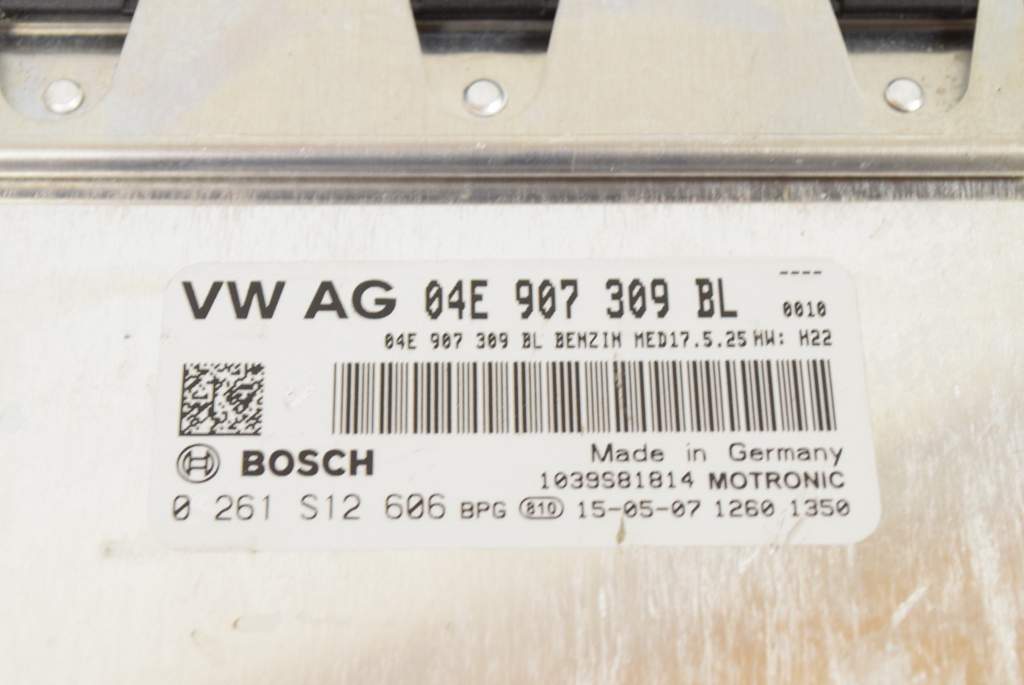 ----
VW AG 04E 907 309 BL 0010
04E 907 309 BL BENZIN MED17.5.25 HW: H22
BOSCH
Made in Germany
1039S81814 MOTRONIC
0 261 S12 606 BPG 810 15-05-07 1260 1350